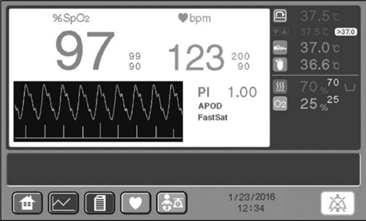 %SpO2
97
99
90
♥bpm
123
200
90
PI 1.00
APOD
FastSat
37.5°C
37.5°C >37.0
37.0°C
36.6°C
70% 70
O2 25% 25
1/23/2016
12:34